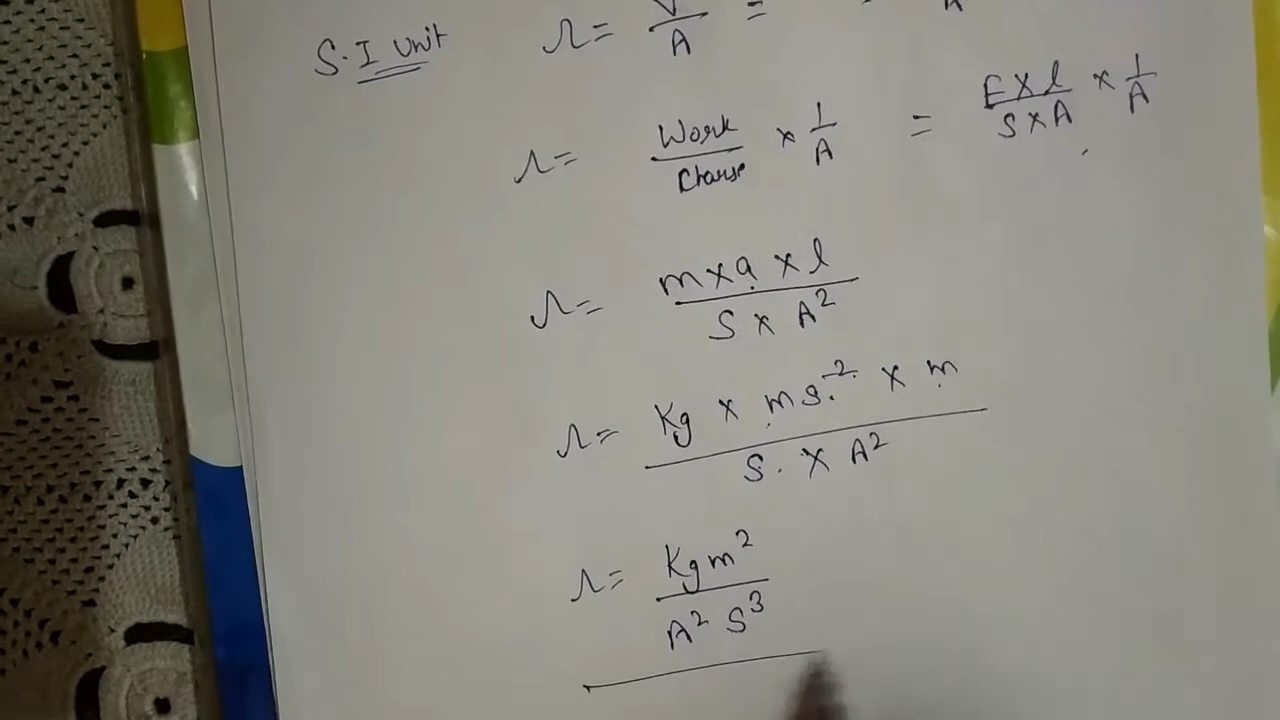 S.I Unit Ω = V/A =
Ω = Work/Charge × 1/A = F × l/S × A × 1/A
Ω = m × a × l/S × A²
Ω = Kg × ms⁻² × m/S. × A²
Ω = Kg m²/A² S³